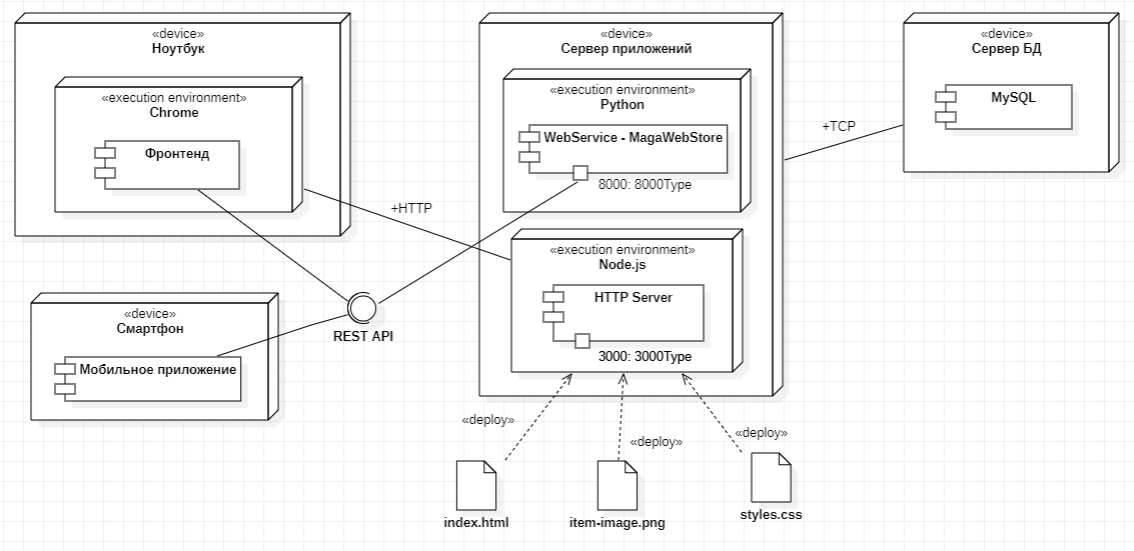 «device»
Ноутбук
«execution environment»
Chrome
Фронтенд
«device»
Смартфон
Мобильное приложение
REST API
+HTTP
«device»
Сервер приложений
«execution environment»
Python
WebService - MagaWebStore
8000: 8000Type
«execution environment»
Node.js
HTTP Server
3000: 3000Type
+TCP
«device»
Сервер БД
MySQL
«deploy»
«deploy»
«deploy»
index.html
item-image.png
styles.css